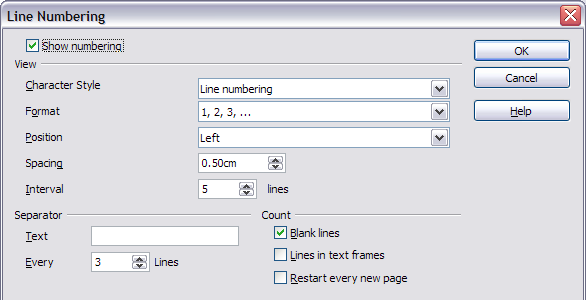 Line Numbering
Show numbering
OK
View
Cancel
Character Style Line numbering
Format 1, 2, 3, ...
Help
Position Left
Spacing 0.50cm
Interval 5 lines
Separator Count
Text Blank lines
Every 3 Lines Lines in text frames
Restart every new page